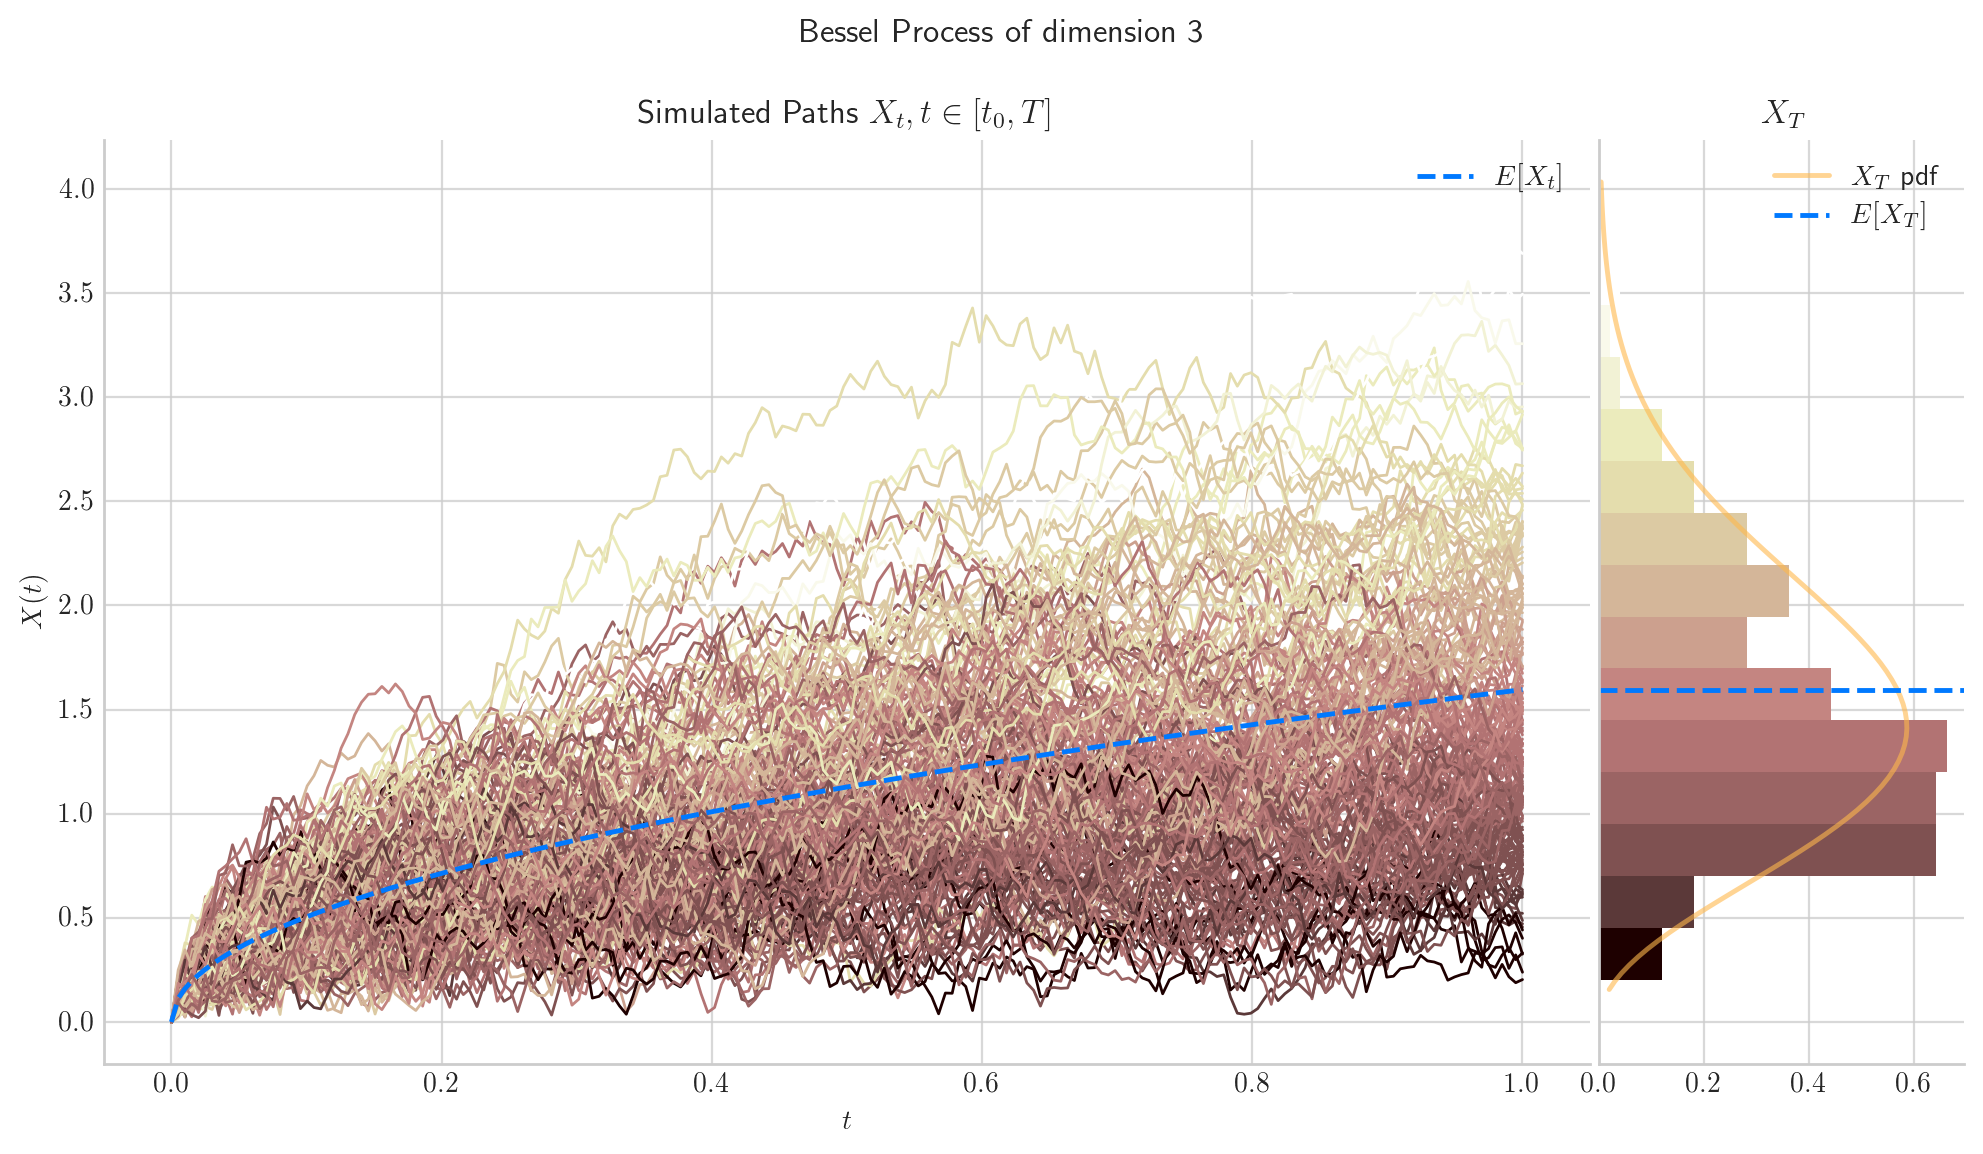 Bessel Process of dimension 3
Simulated Paths $X_t, t \in [t_0, T]$
$X_T$
$E[X_t]$
$X_T$ pdf
$E[X_T]$
4.0
3.5
3.0
2.5
2.0
1.5
1.0
0.5
0.0
$X(t)$
0.0 0.2 0.4 0.6 0.8 1.0
0.0 0.2 0.4 0.6
$t$